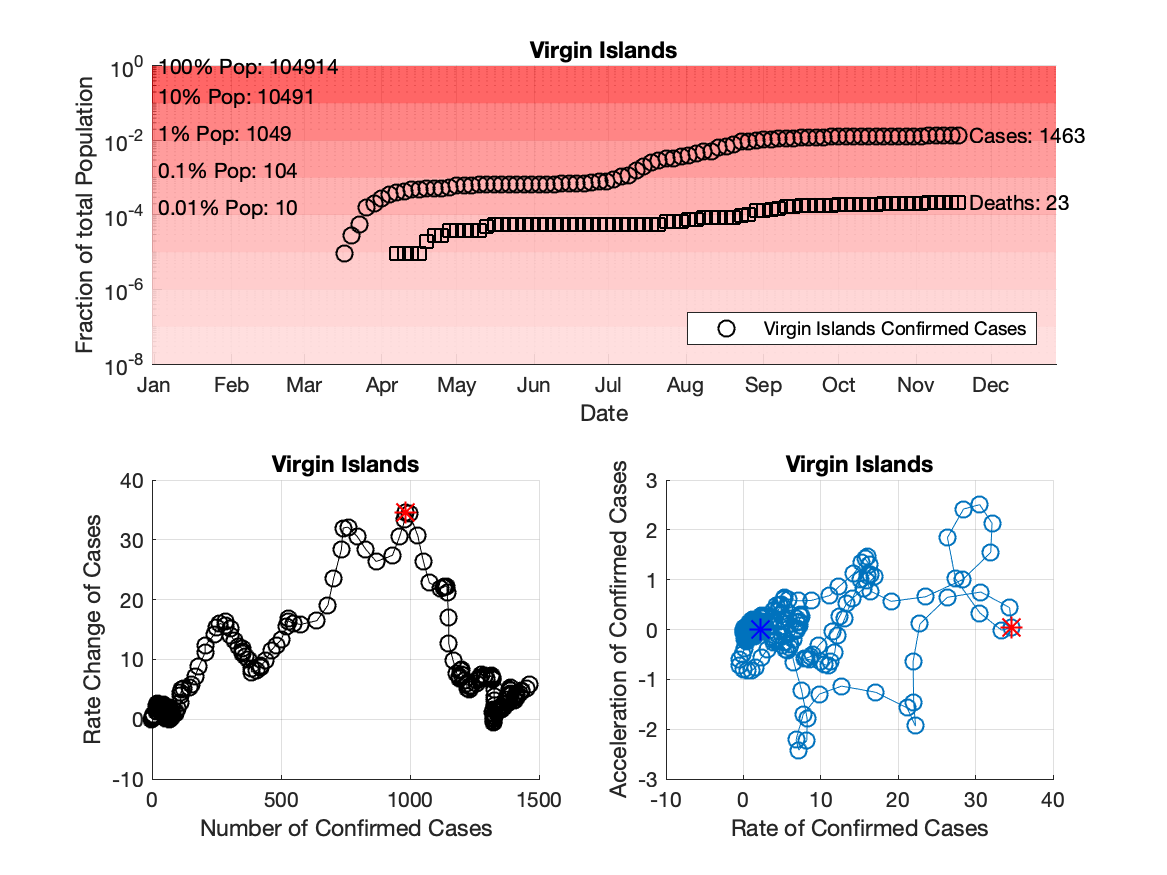 Virgin Islands
Fraction of total Population
10^0
10^-2
10^-4
10^-6
10^-8
100% Pop: 104914
10% Pop: 10491
1% Pop: 1049
0.1% Pop: 104
0.01% Pop: 10
Cases: 1463
Deaths: 23
Virgin Islands Confirmed Cases
Jan Feb Mar Apr May Jun Jul Aug Sep Oct Nov Dec
Date
Virgin Islands
Rate Change of Cases
40
30
20
10
0
-10
0 500 1000 1500
Number of Confirmed Cases
Virgin Islands
Acceleration of Confirmed Cases
3
2
1
0
-1
-2
-3
-10 0 10 20 30 40
Rate of Confirmed Cases